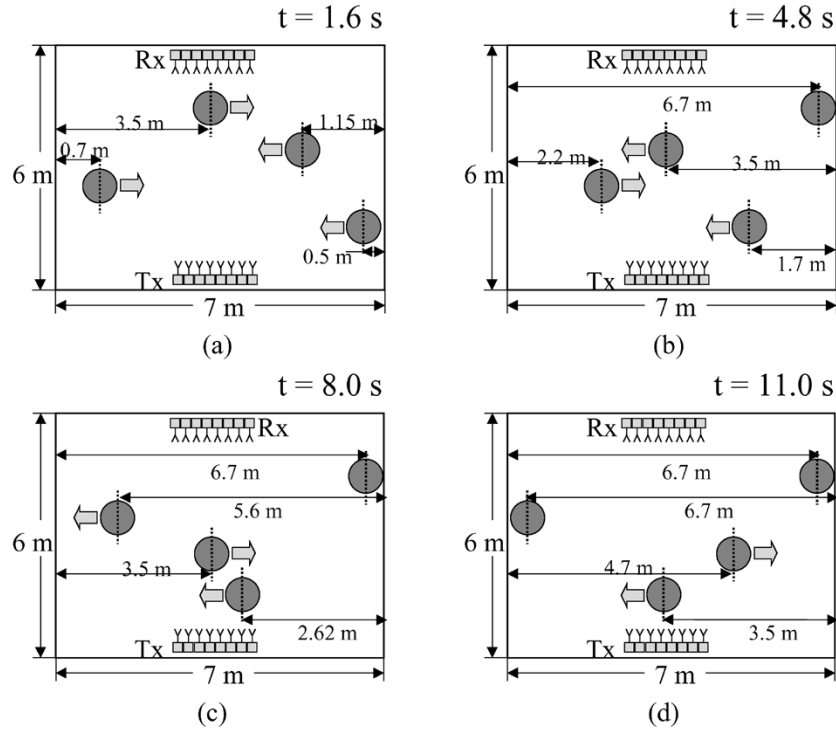 t = 1.6 s
Rx
3.5 m
1.15 m
0.7 m
6 m
0.5 m
Tx
7 m
(a)
t = 4.8 s
Rx
6.7 m
2.2 m
3.5 m
6 m
1.7 m
Tx
7 m
(b)
t = 8.0 s
Rx
6.7 m
5.6 m
6 m
3.5 m
2.62 m
Tx
7 m
(c)
t = 11.0 s
Rx
6.7 m
6.7 m
6 m
4.7 m
3.5 m
Tx
7 m
(d)